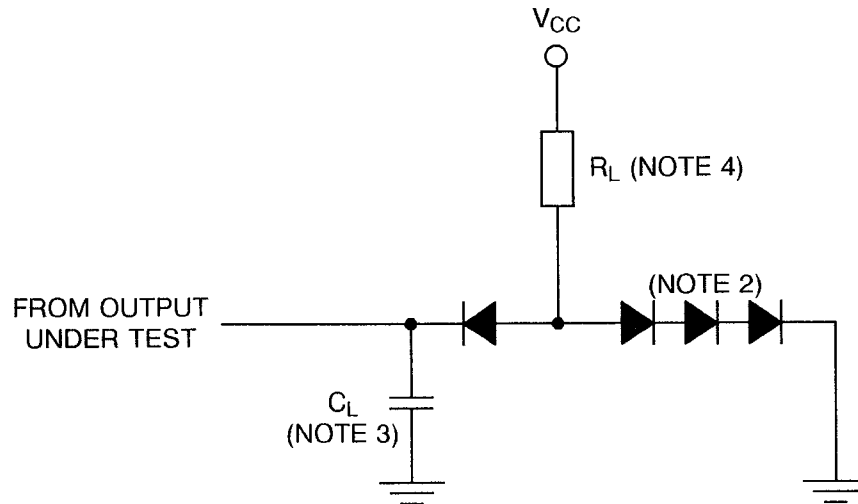 VCC
RL (NOTE 4)
(NOTE 2)
FROM OUTPUT
UNDER TEST
CL
(NOTE 3)